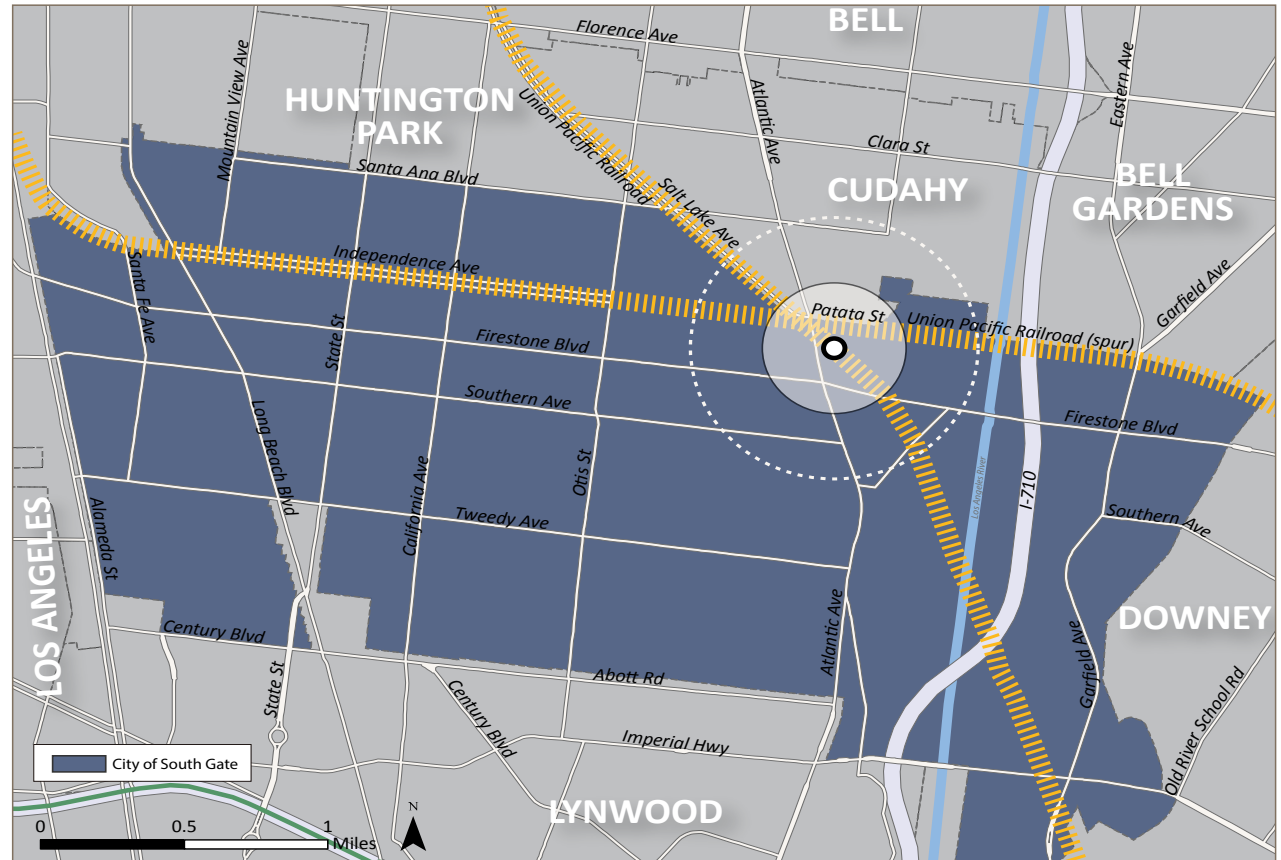 BELL
Florence Ave
Mountain View Ave
Eastern Ave
HUNTINGTON
PARK
Union Pacific Railroad
Atlantic Ave
Clara St
Santa Ana Blvd
Salt Lake Ave
CUDAHY
BELL
GARDENS
Santa Fe Ave
Independence Ave
Garfield Ave
Patata St
Union Pacific Railroad (spur)
State St
Firestone Blvd
Southern Ave
Firestone Blvd
Long Beach Blvd
Otis St
California Ave
Los Angeles River
I-710
LOS ANGELES
Alameda St
Tweedy Ave
Southern Ave
DOWNEY
Century Blvd
Atlantic Ave
Garfield Ave
State St
Abott Rd
Century Blvd
Imperial Hwy
Old River School Rd
City of South Gate
LYNWOOD
N
0 0.5 1
Miles